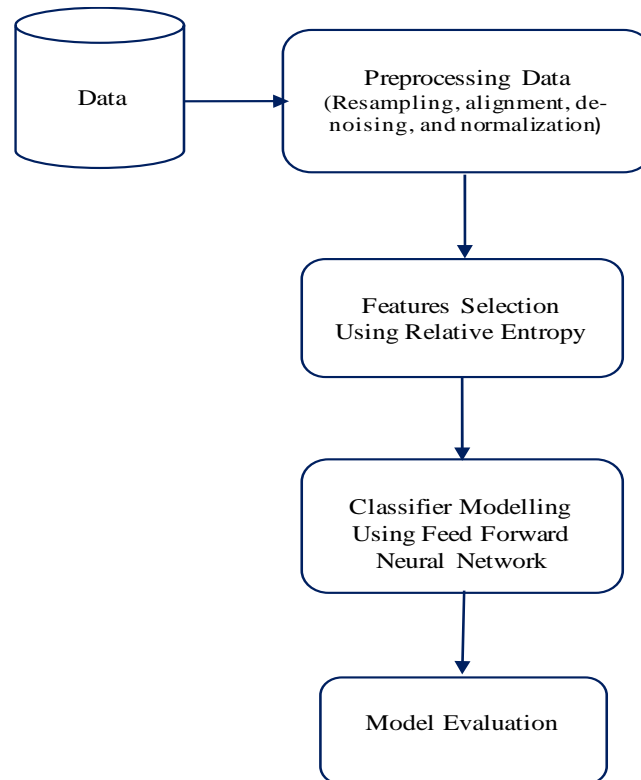 Data
Preprocessing Data
(Resampling, alignment, de-
noising, and normalization)
Features Selection
Using Relative Entropy
Classifier Modelling
Using Feed Forward
Neural Network
Model Evaluation